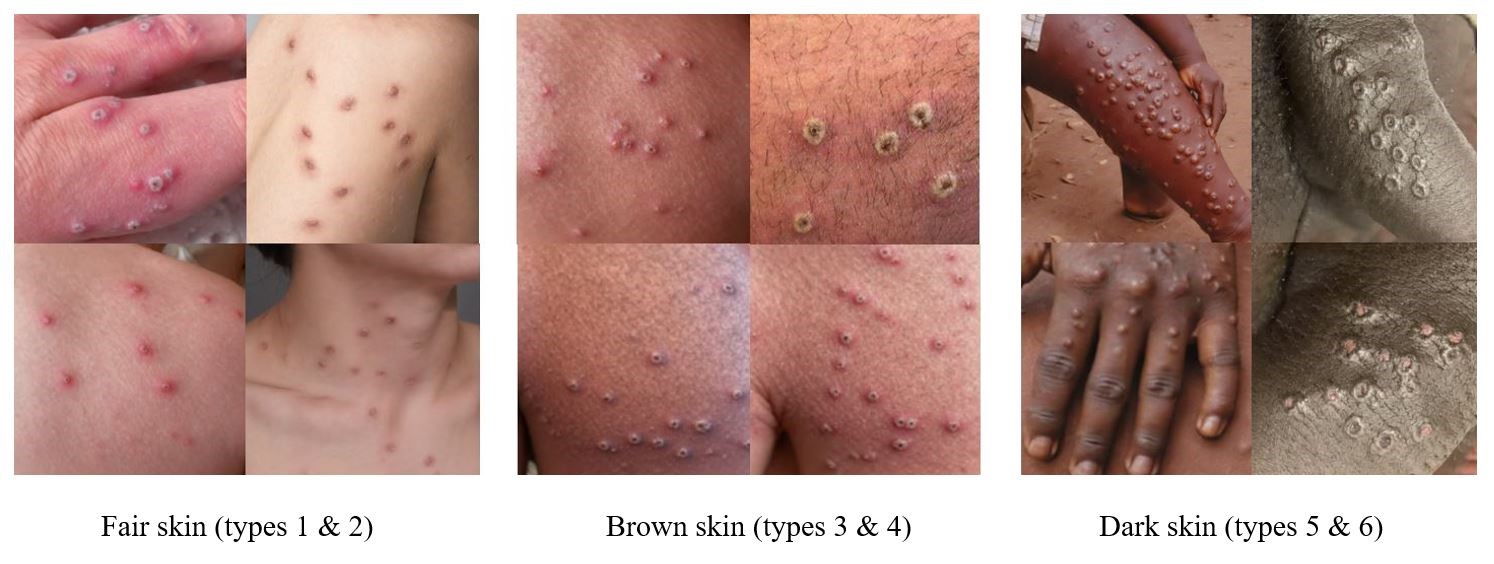 Fair skin (types 1 & 2)
Brown skin (types 3 & 4)
Dark skin (types 5 & 6)